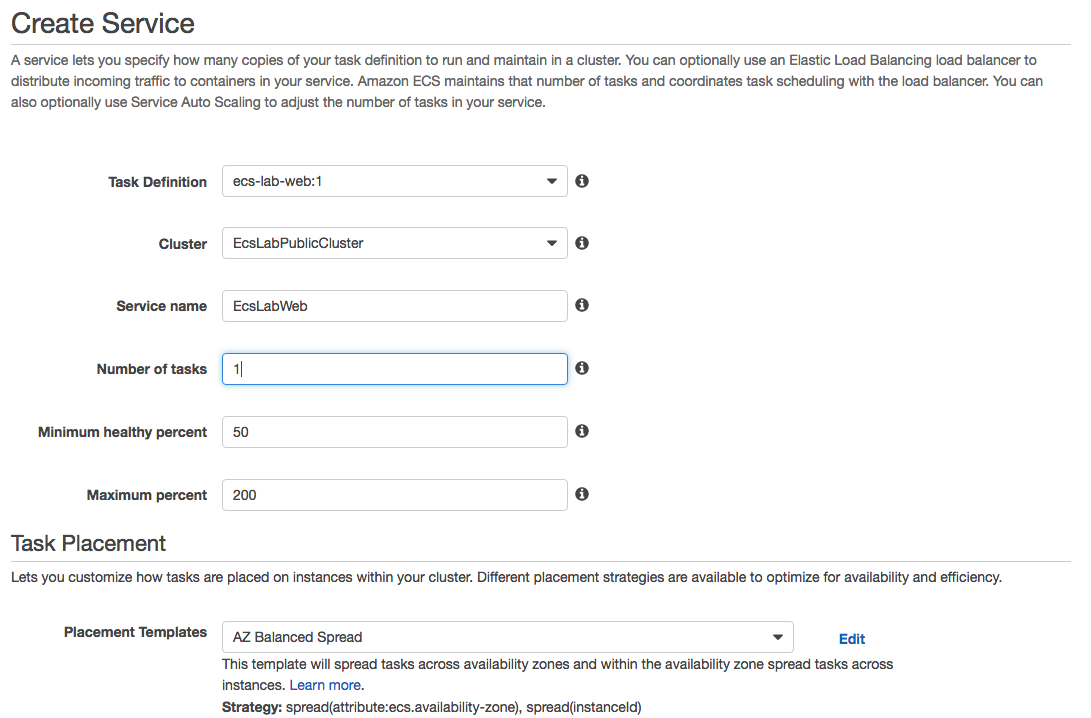 Create Service
A service lets you specify how many copies of your task definition to run and maintain in a cluster. You can optionally use an Elastic Load Balancing load balancer to
distribute incoming traffic to containers in your service. Amazon ECS maintains that number of tasks and coordinates task scheduling with the load balancer. You can
also optionally use Service Auto Scaling to adjust the number of tasks in your service.
Task Definition ecs-lab-web:1
Cluster EcsLabPublicCluster
Service name EcsLabWeb
Number of tasks 1
Minimum healthy percent 50
Maximum percent 200
Task Placement
Lets you customize how tasks are placed on instances within your cluster. Different placement strategies are available to optimize for availability and efficiency.
Placement Templates AZ Balanced Spread Edit
This template will spread tasks across availability zones and within the availability zone spread tasks across
instances. Learn more.
Strategy: spread(attribute:ecs.availability-zone), spread(instanceId)